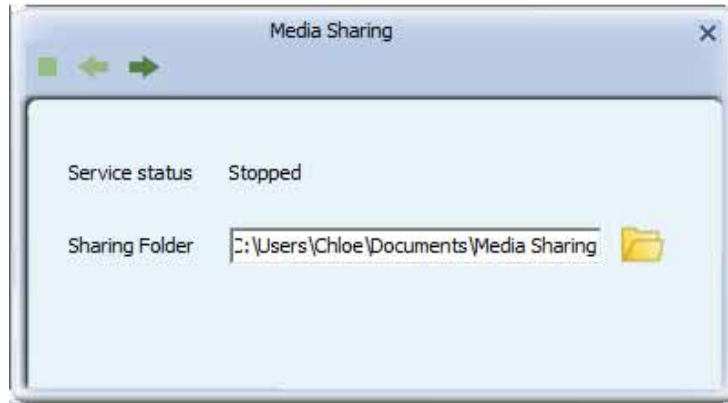 Media Sharing
Service status Stopped
Sharing Folder C:\Users\Chloe\Documents\Media Sharing